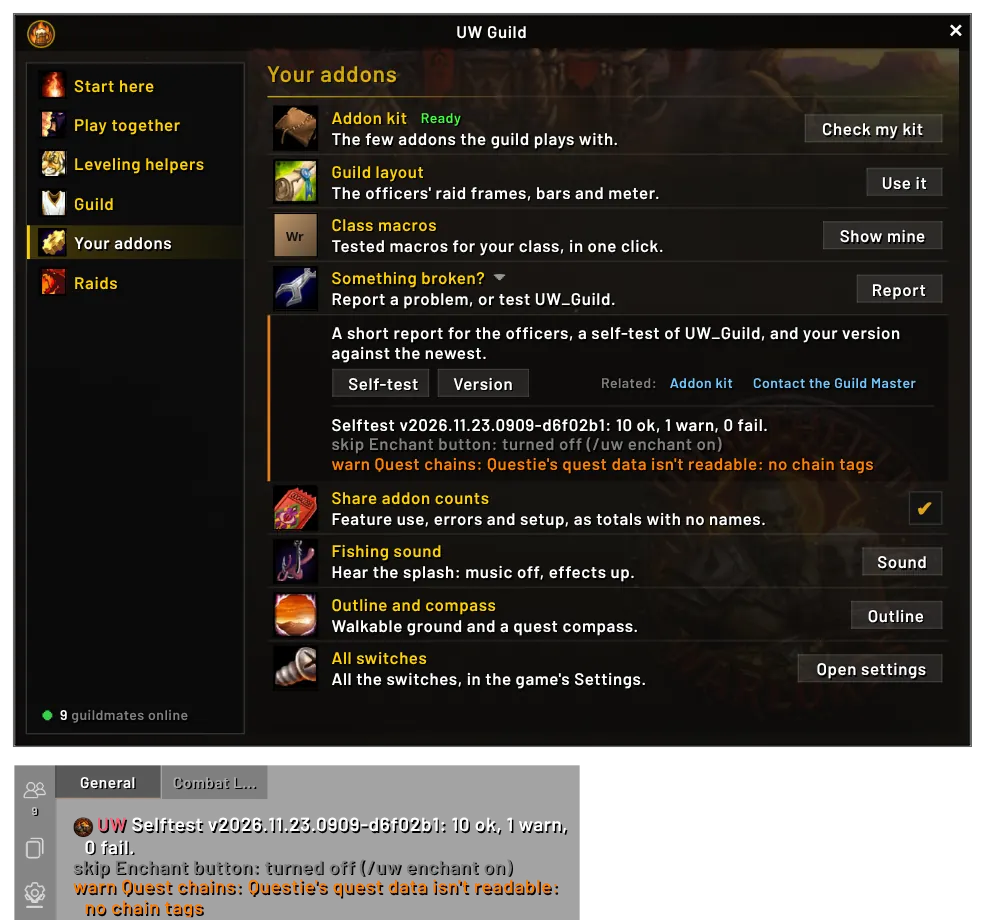 UW Guild
Start here
Play together
Leveling helpers
Guild
Your addons
Raids
9 guildmates online
Your addons
Addon kit Ready
The few addons the guild plays with.
Check my kit
Guild layout
The officers' raid frames, bars and meter.
Use it
Wr
Class macros
Tested macros for your class, in one click.
Show mine
Something broken?
Report a problem, or test UW_Guild.
Report
A short report for the officers, a self-test of UW_Guild, and your version
against the newest.
Self-test Version Related: Addon kit Contact the Guild Master
Selftest v2026.11.23.0909-d6f02b1: 10 ok, 1 warn, 0 fail.
skip Enchant button: turned off (/uw enchant on)
warn Quest chains: Questie's quest data isn't readable: no chain tags
Share addon counts
Feature use, errors and setup, as totals with no names.
Fishing sound
Hear the splash: music off, effects up.
Sound
Outline and compass
Walkable ground and a quest compass.
Outline
All switches
All the switches, in the game's Settings.
Open settings
General Combat L...
9
UW Selftest v2026.11.23.0909-d6f02b1: 10 ok, 1 warn,
0 fail.
skip Enchant button: turned off (/uw enchant on)
warn Quest chains: Questie's quest data isn't readable:
no chain tags